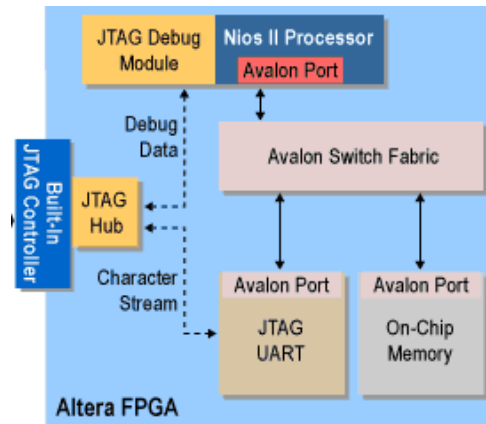 JTAG Debug
Module
Nios II Processor
Avalon Port
Debug
Data
Avalon Switch Fabric
Built-In
JTAG Controller
JTAG
Hub
Character
Stream
Avalon Port
JTAG
UART
Avalon Port
On-Chip
Memory
Altera FPGA